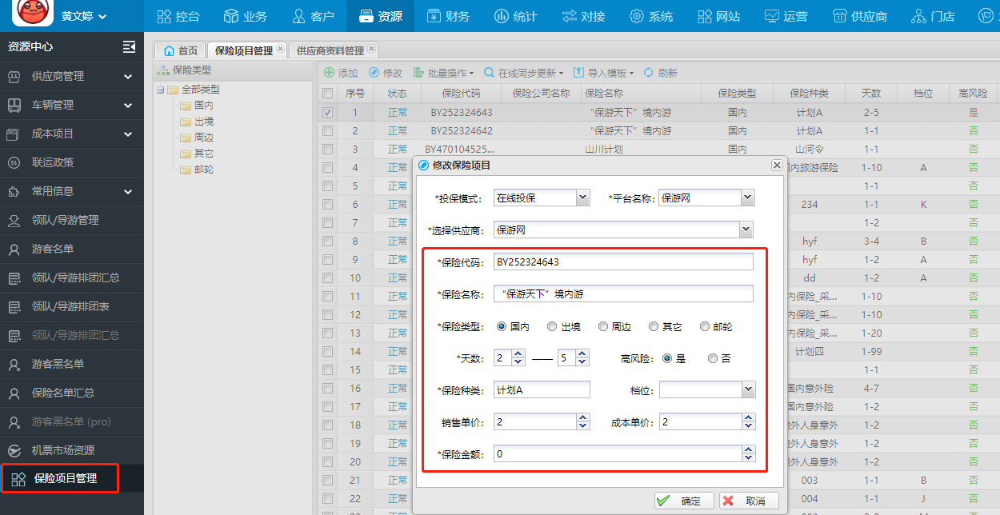 黄文婷 控台 业务 客户 资源 财务 统计 对接 系统 网站 运营 供应商 门店
资源中心
供应商管理
车辆管理
成本项目
联运政策
常用信息
领队/导游管理
游客名单
领队/导游排团汇总
领队/导游排团表
领队/导游排团汇总
游客黑名单
保险名单汇总
游客黑名单 (pro)
机票市场资源
保险项目管理
首页 保险项目管理 供应商资料管理
保险类型
全部类型
国内
出境
周边
其它
邮轮
添加 修改 批量操作 在线同步更新 导入模板 刷新
序号 状态 保险代码 保险公司名称 保险名称 保险类型 保险种类 天数 档位 高风险
1 正常 BY252324643 “保游天下”境内游 国内 计划A 2-5 是
2 正常 BY252324642 “保游天下”境内游 国内 计划A 1-1 否
3 正常 BY470104525... 山川计划 国内 山河令 1-1 否
4 正常 内旅游保险 1-10 A 否
5 正常 1-1 否
6 正常 234 1-1 K 否
7 正常 1-2 否
8 正常 hyf 3-4 B 否
9 正常 hyf 1-2 A 否
10 正常 dd 1-2 A 否
11 正常 内保险_采... 1-10 否
12 正常 内保险_采... 1-10 否
13 正常 内保险_采... 1-20 否
14 正常 计划四 1-99 否
15 正常 1-1 否
16 正常 国内意外险 4-7 否
17 正常 国内意外险 1-2 否
18 正常 外人身意外 1-2 否
19 正常 外人身意外 1-2 否
20 正常 外人身意外 1-2 否
21 正常 003 1-1 B 否
22 正常 004 1-1 J 否
修改保险项目
*投保模式: 在线投保 *平台名称: 保游网
*选择供应商: 保游网
*保险代码: BY252324643
*保险名称: “保游天下”境内游
*保险类型: 国内 出境 周边 其它 邮轮
*天数: 2 —— 5 高风险: 是 否
*保险种类: 计划A 档位:
销售单价: 2 成本单价: 2
*保险金额: 0
确定 取消